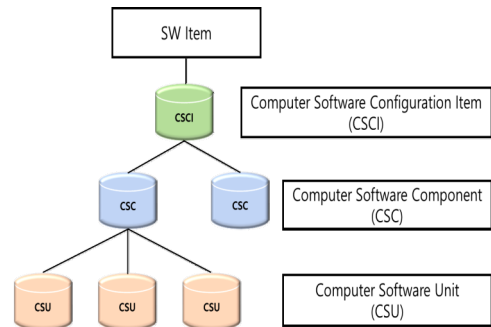 SW Item
CSCI
Computer Software Configuration Item
(CSCI)
CSC
CSC
Computer Software Component
(CSC)
CSU
CSU
CSU
Computer Software Unit
(CSU)